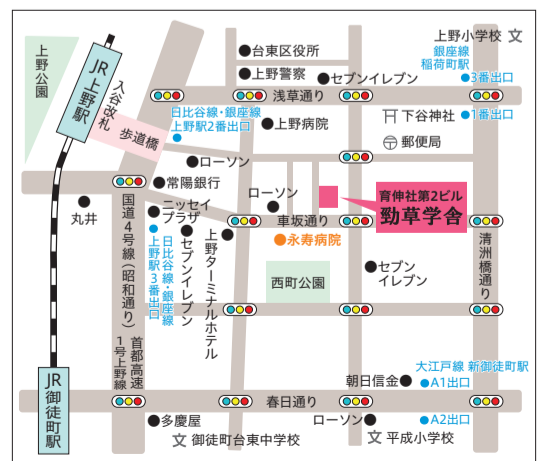 上野小学校
銀座線
稲荷町駅
3番出口
台東区役所
上野警察
セブンイレブン
浅草通り
上野公園
JR
上野駅
入谷改札
歩道橋
日比谷線・銀座線
上野駅2番出口
上野病院
下谷神社
1番出口
郵便局
ローソン
常陽銀行
ローソン
育伸社第2ビル
勁草学舎
丸井
ニッセイ
プラザ
車坂通り
永寿病院
国道4号線(昭和通り)
日比谷線・銀座線
上野駅3番出口
セブンイレブン
上野ターミナルホテル
西町公園
セブン
イレブン
清洲橋通り
首都高速
1号上野線
JR
御徒町駅
大江戸線 新御徒町駅
朝日信金
A1出口
春日通り
多慶屋
ローソン
A2出口
御徒町台東中学校
平成小学校